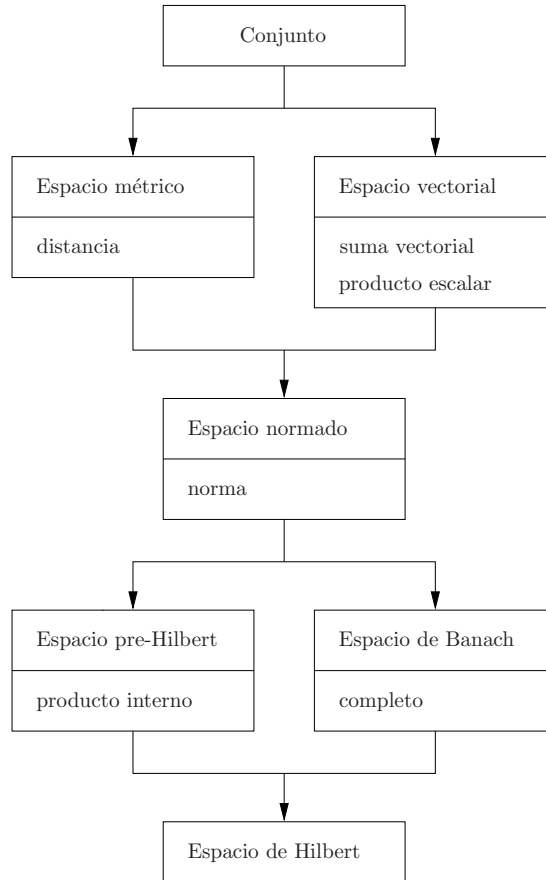 Conjunto
Espacio métrico
distancia
Espacio vectorial
suma vectorial
producto escalar
Espacio normado
norma
Espacio pre-Hilbert
producto interno
Espacio de Banach
completo
Espacio de Hilbert